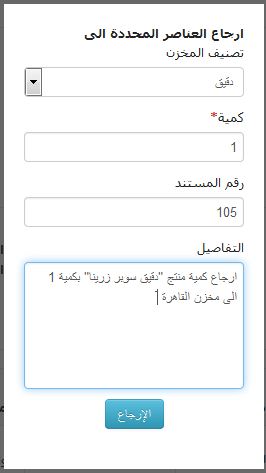 ارجاع العناصر المحددة الى
تصنيف المخزن
دقيق
كمية*
1
رقم المستند
105
التفاصيل
ارجاع كمية منتج "دقيق سوبر زرينا" بكمية 1
الى مخزن القاهرة
الإرجاع